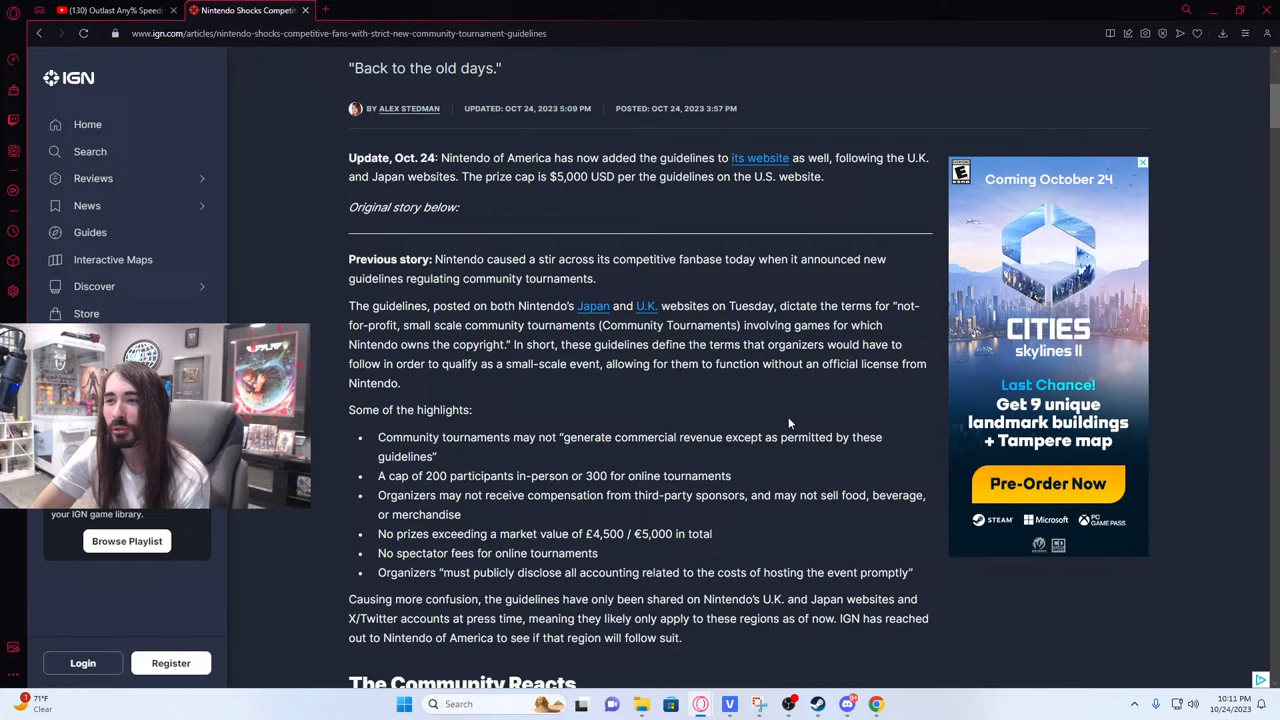 (130) Outlast Any% Speed
Nintendo Shocks Competiti
www.ign.com/articles/nintendo-shocks-competitive-fans-with-strict-new-community-tournament-guidelines
IGN
Home
Search
Reviews
News
Guides
Interactive Maps
Discover
Store
your IGN game library.
Browse Playlist
Login
Register
"Back to the old days."
BY ALEX STEDMAN
UPDATED: OCT 24, 2023 5:09 PM
POSTED: OCT 24, 2023 3:57 PM
Update, Oct. 24: Nintendo of America has now added the guidelines to its website as well, following the U.K.
and Japan websites. The prize cap is $5,000 USD per the guidelines on the U.S. website.
Original story below:
Previous story: Nintendo caused a stir across its competitive fanbase today when it announced new
guidelines regarding community tournaments.
The guidelines, posted on both Nintendo's Japan and U.K. websites on Tuesday, dictate the terms for “not-
for-profit, small scale community tournaments (Community Tournaments) involving games for which
Nintendo owns the copyright.” In short, these guidelines define the terms that organizers would have to
follow in order to qualify as a small-scale event, allowing for them to function without an official license from
Nintendo.
Some of the highlights:
• Community tournaments may not “generate commercial revenue except as permitted by these
guidelines”
• A cap of 200 participants in-person or 300 for online tournaments
• Organizers may not receive compensation from third-party sponsors, and may not sell food, beverage,
or merchandise
• No prizes exceeding a market value of £4,500 / €5,000 in total
• No spectator fees for online tournaments
• Organizers “must publicly disclose all accounting related to the costs of hosting the event promptly”
Causing more confusion, the guidelines have only been shared on Nintendo's U.K. and Japan websites and
X/Twitter accounts at press time, meaning they likely only apply to these regions as of now. IGN has reached
out to Nintendo of America to see if that region will follow suit.
The Community Reacts
E
Coming October 24
CITIES
skylines II
Last Chance!
Get 9 unique
landmark buildings
+ Tampere map
Pre-Order Now
STEAM
Microsoft
PC GAME PASS
1
71°F
Clear
Search
10:11 PM
10/24/2023